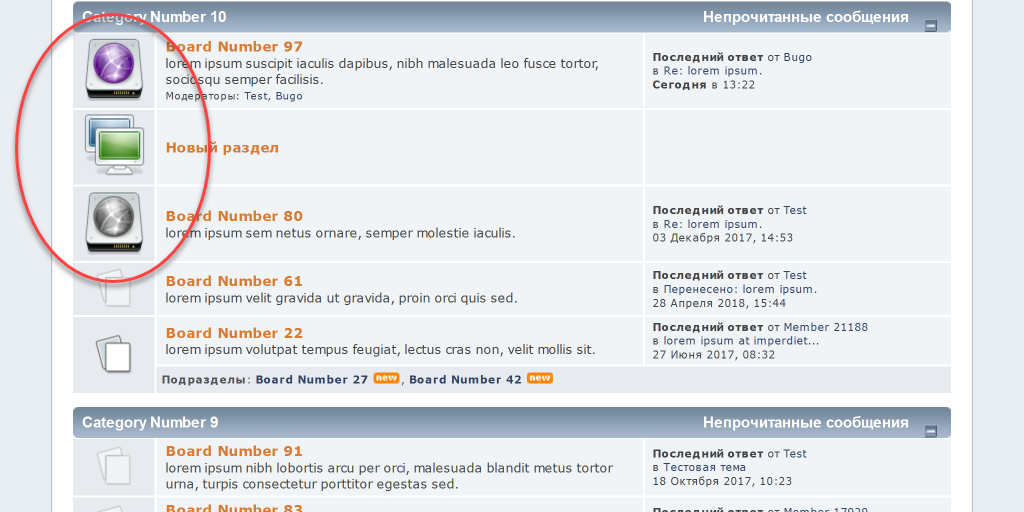 Category Number 10 Непрочитанные сообщения
Board Number 97
lorem ipsum suscipit iaculis dapibus, nibh malesuada leo fusce tortor,
sociosqu semper facilisis.
Модераторы: Test, Bugo
Последний ответ от Bugo
в Re: lorem ipsum.
Сегодня в 13:22
Новый раздел
Board Number 80
lorem ipsum sem netus ornare, semper molestie iaculis.
Последний ответ от Test
в Re: lorem ipsum.
03 Декабря 2017, 14:53
Board Number 61
lorem ipsum velit gravida ut gravida, proin orci quis sed.
Последний ответ от Test
в Перенесено: lorem ipsum.
28 Апреля 2018, 15:44
Board Number 22
lorem ipsum volutpat tempus feugiat, lectus cras non, velit mollis sit.
Последний ответ от Member 21188
в lorem ipsum at imperdiet...
27 Июня 2017, 08:32
Подразделы: Board Number 27 new, Board Number 42 new
Category Number 9 Непрочитанные сообщения
Board Number 91
lorem ipsum nibh lobortis arcu per orci, malesuada blandit metus tortor
urna, turpis consectetur porttitor egestas sed.
Последний ответ от Test
в Тестовая тема
18 Октября 2017, 10:23
Board Number 83
Последний ответ от Member 17929